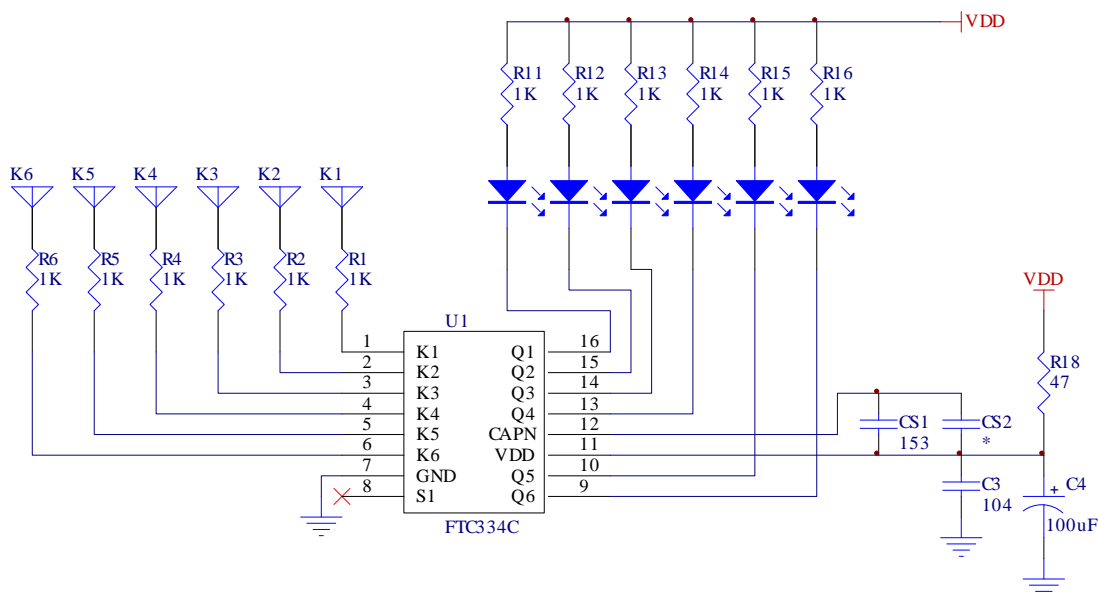 VDD
R11 R12 R13 R14 R15 R16
1K 1K 1K 1K 1K 1K
K6 K5 K4 K3 K2 K1
R6 R5 R4 R3 R2 R1
1K 1K 1K 1K 1K 1K
VDD
U1
1 K1 Q1 16
2 K2 Q2 15
3 K3 Q3 14
4 K4 Q4 13
5 K5 CAPN 12
6 K6 VDD 11
7 GND Q5 10
8 S1 Q6 9
FTC334C
R18
47
CS1 CS2
153 *
C3 + C4
104 100uF